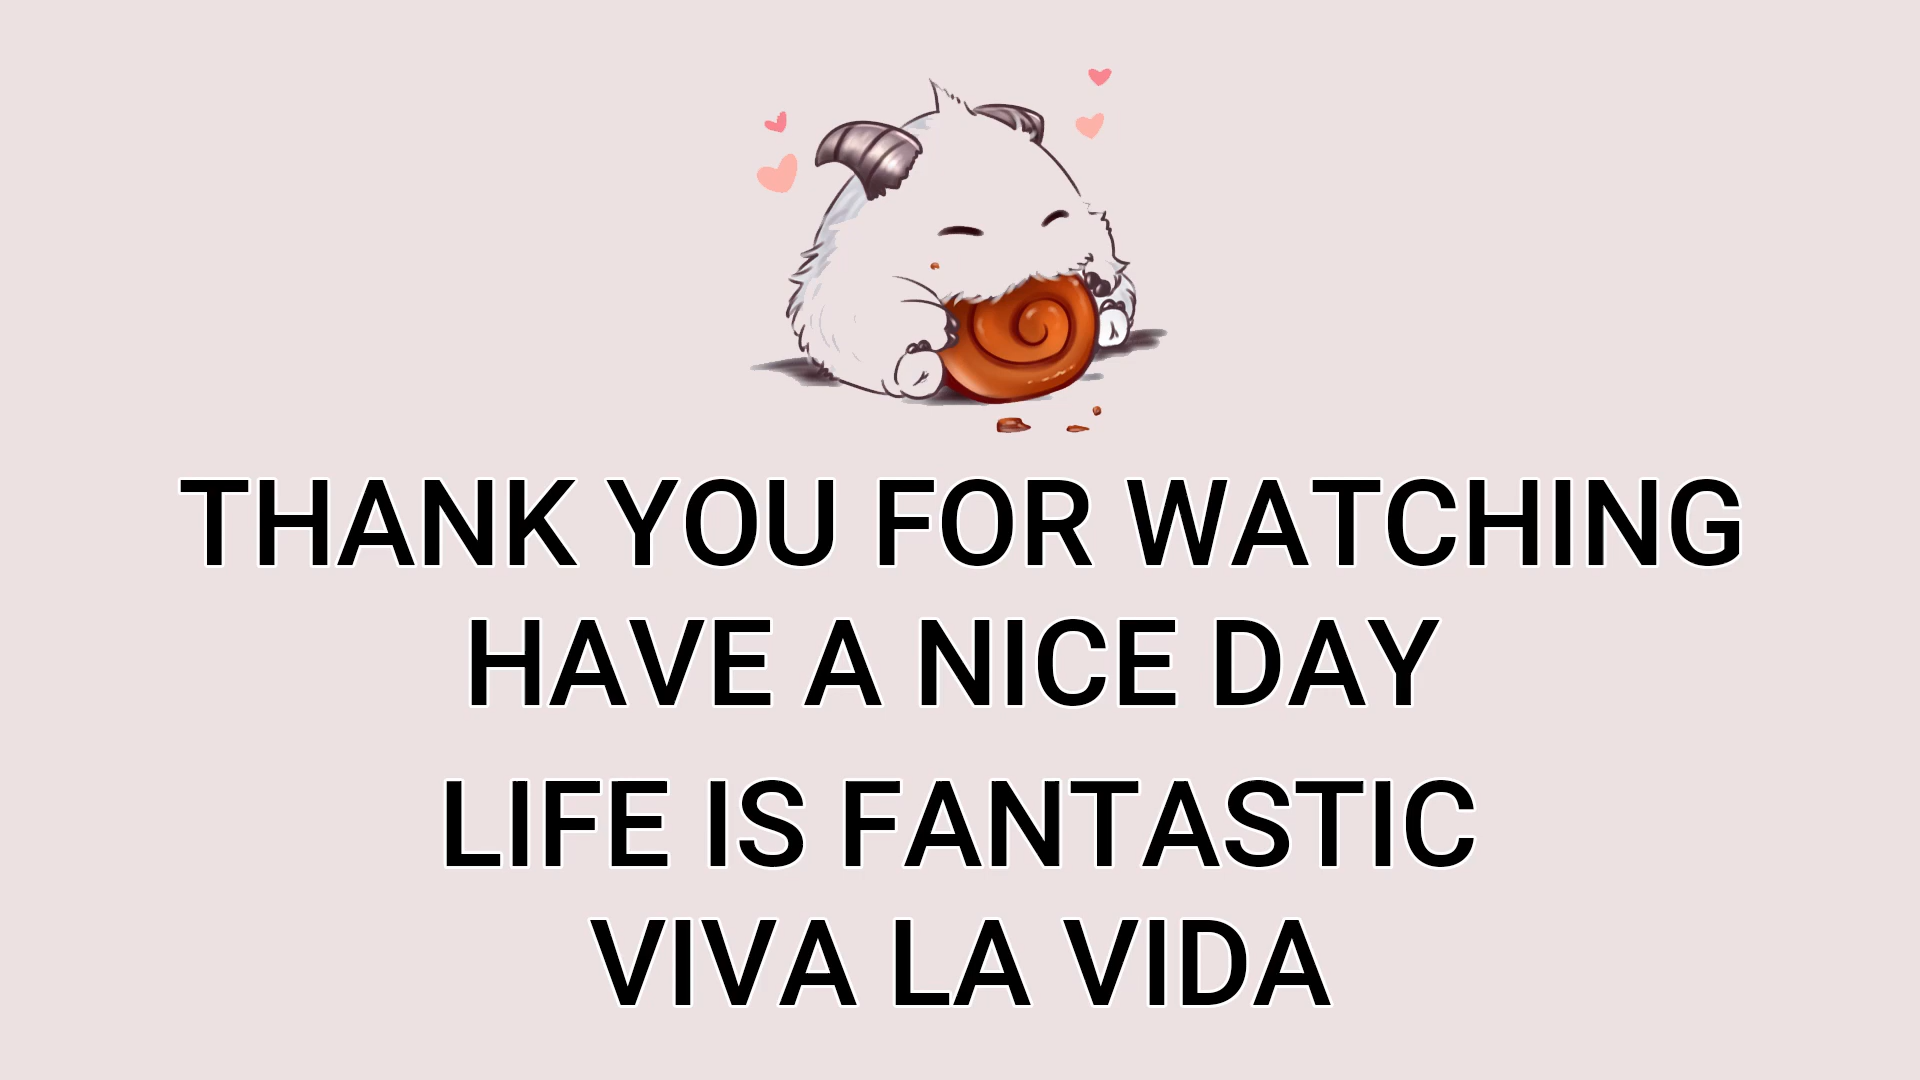 THANK YOU FOR WATCHING
HAVE A NICE DAY
LIFE IS FANTASTIC
VIVA LA VIDA